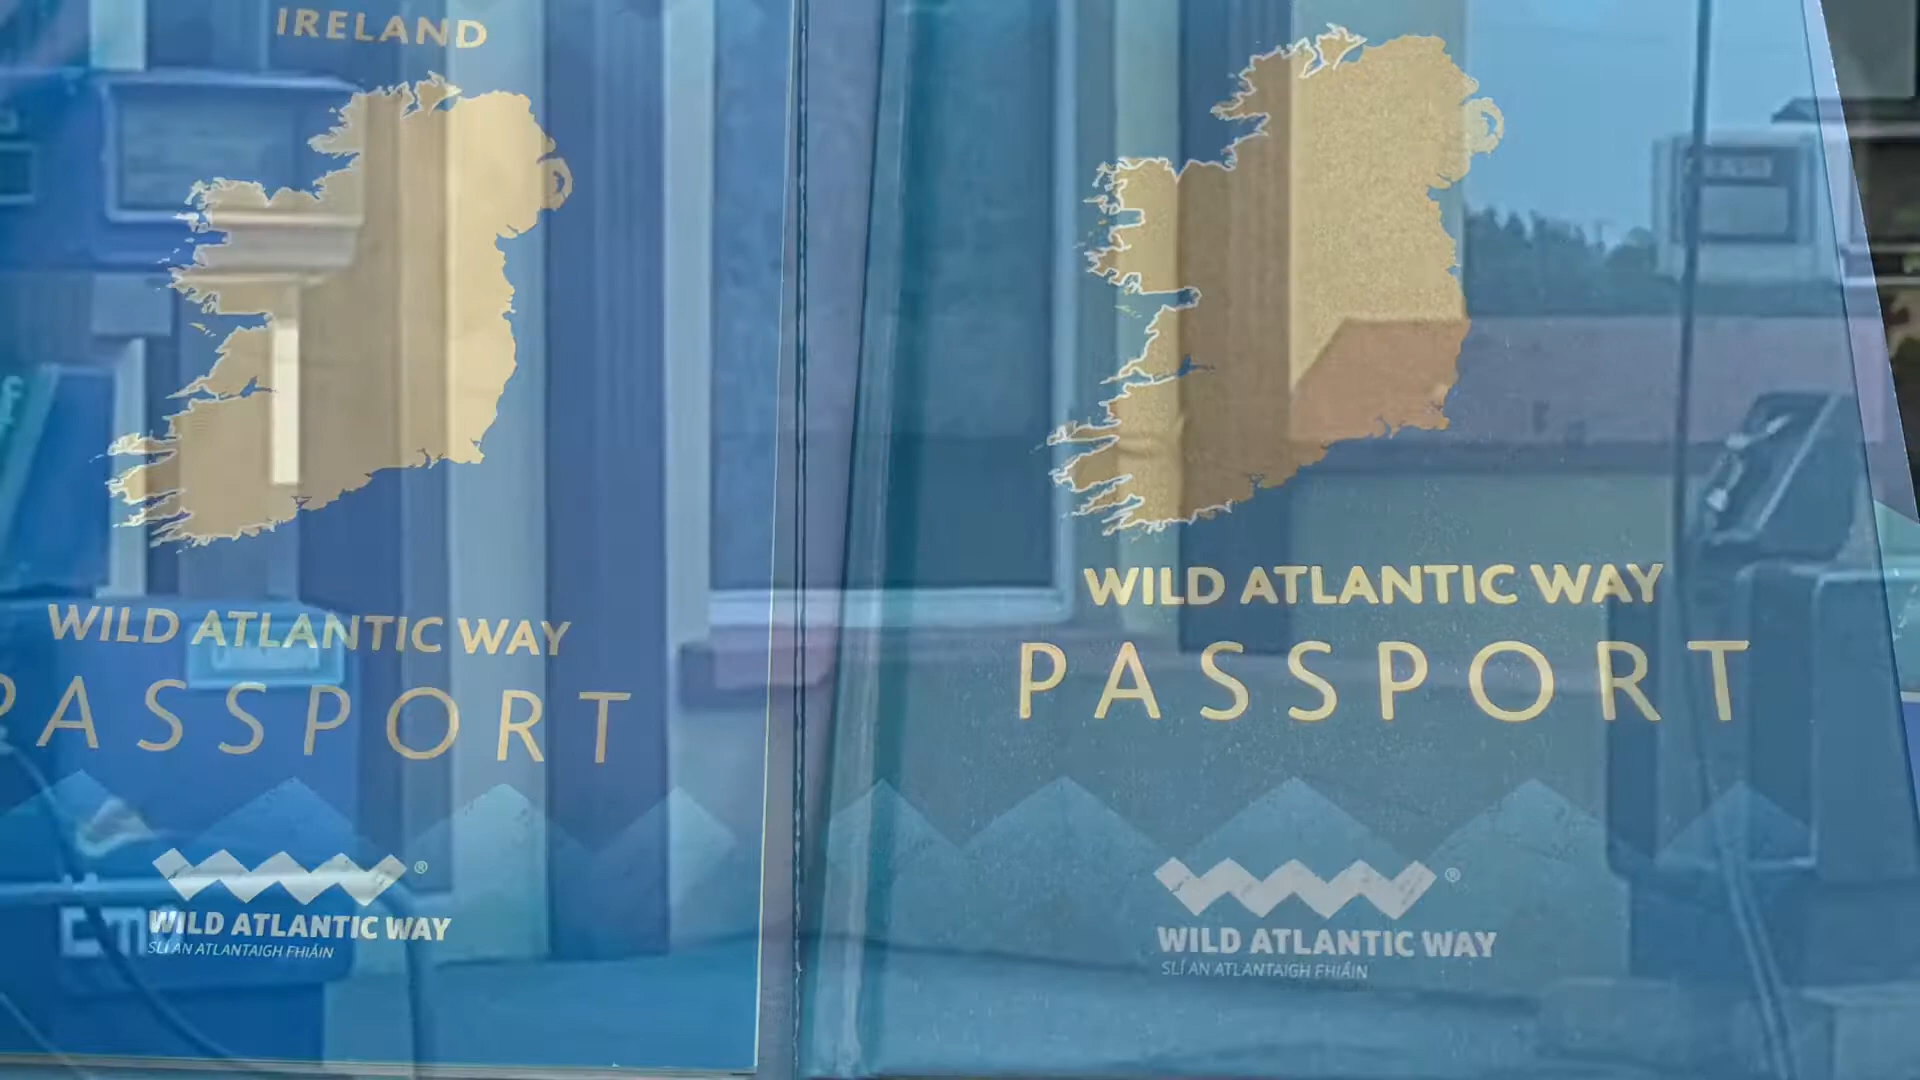 IRELAND
WILD ATLANTIC WAY
PASSPORT
WILD ATLANTIC WAY
SLÍ AN ATLANTAIGH FHIÁIN
WILD ATLANTIC WAY
PASSPORT
WILD ATLANTIC WAY
SLÍ AN ATLANTAIGH FHIÁIN